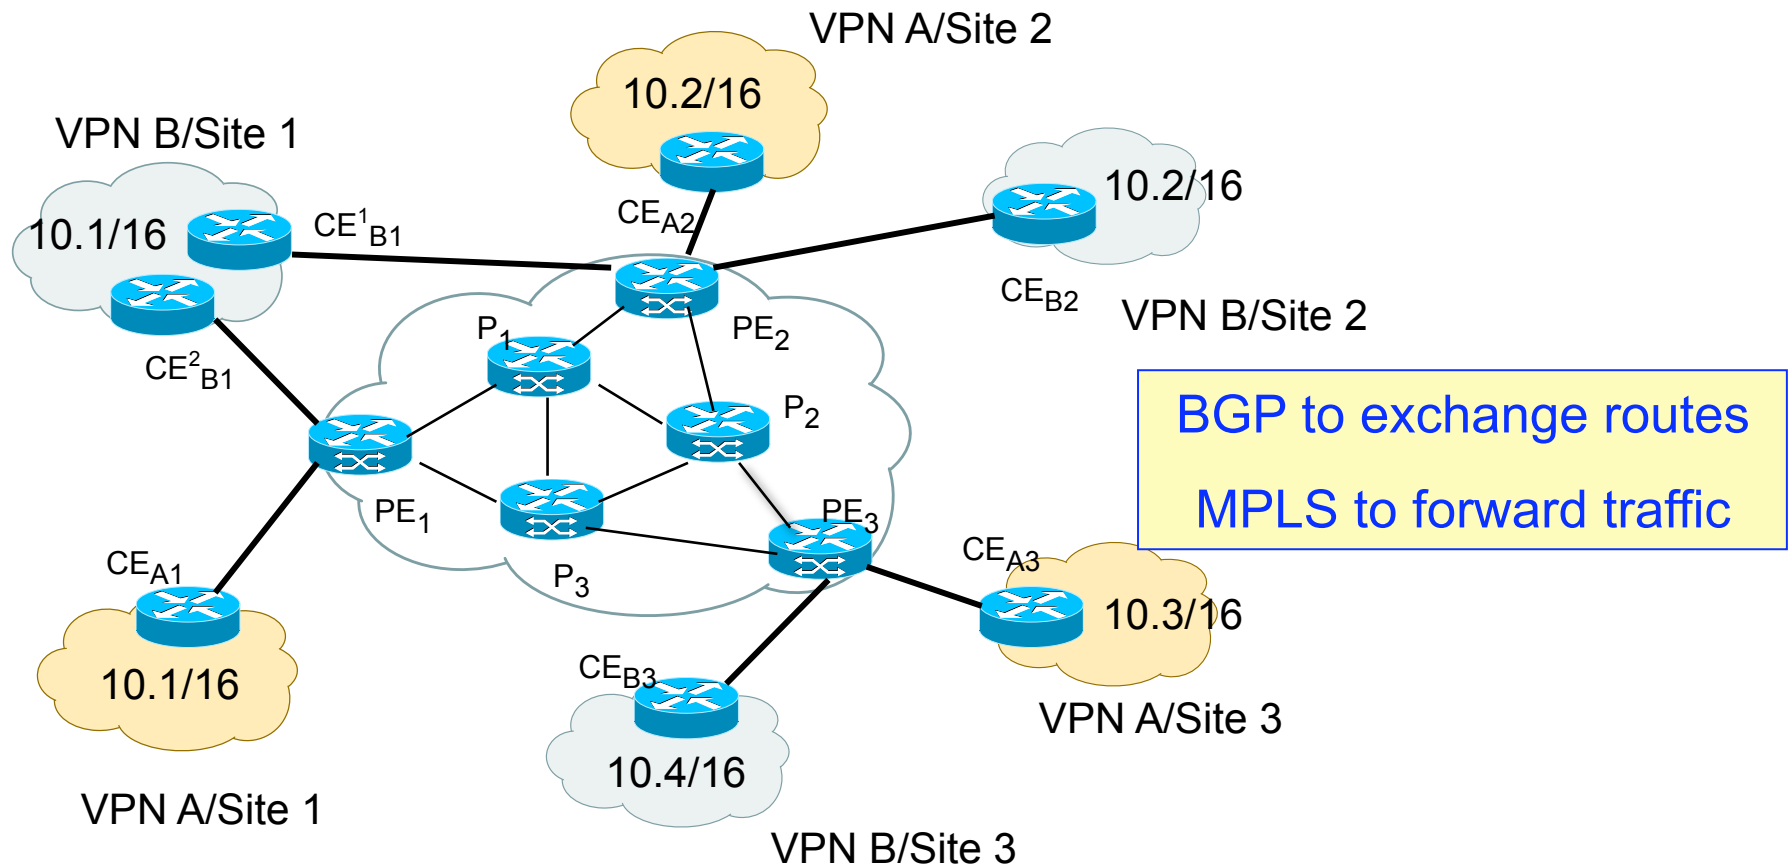 VPN A/Site 2
10.2/16
VPN B/Site 1
10.2/16
10.1/16
CE¹B1
CEA2
CEB2
VPN B/Site 2
P1
PE2
CE²B1
P2
BGP to exchange routes
MPLS to forward traffic
PE1
PE3
CEA1
P3
CEA3
10.3/16
10.1/16
CEB3
VPN A/Site 3
10.4/16
VPN A/Site 1
VPN B/Site 3